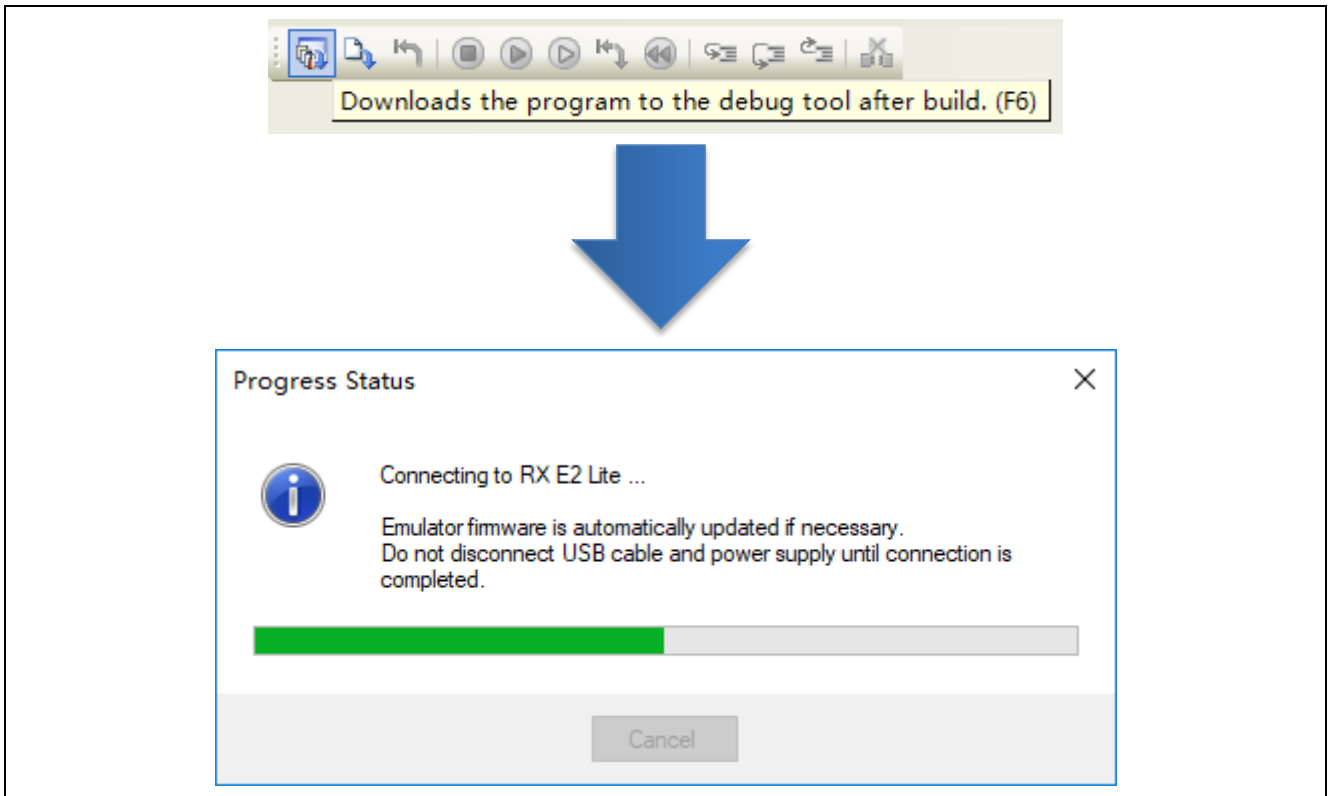 Downloads the program to the debug tool after build. (F6)
Progress Status
Connecting to RX E2 Lite ...
Emulator firmware is automatically updated if necessary.
Do not disconnect USB cable and power supply until connection is
completed.
Cancel